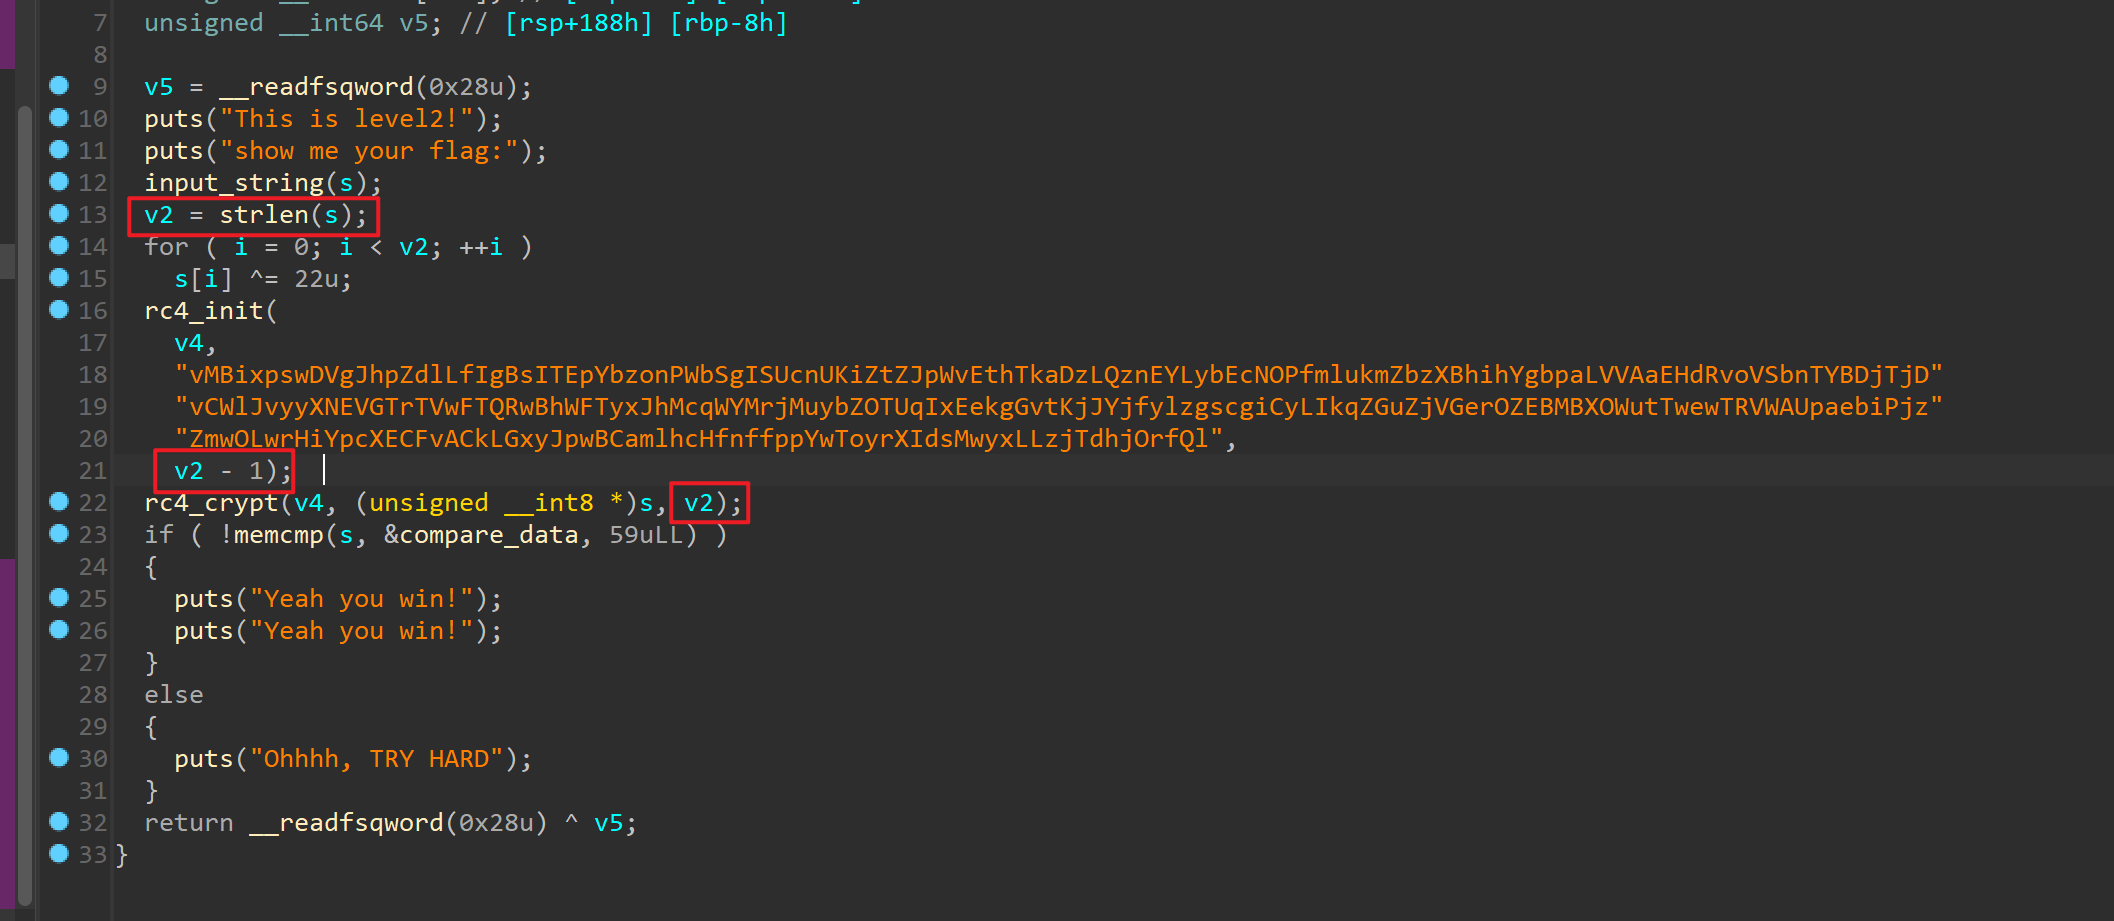 7 unsigned __int64 v5; // [rsp+188h] [rbp-8h]
8
9 v5 = __readfsqword(0x28u);
10 puts("This is level2!");
11 puts("show me your flag:");
12 input_string(s);
13 v2 = strlen(s);
14 for ( i = 0; i < v2; ++i )
15 s[i] ^= 22u;
16 rc4_init(
17 v4,
18 "vMBixpswDVgJhpZdlLfIgBsITEpYbzonPWbSgISUcnUKiZtZJpWvEthTkaDzLQznEYLybEcNOPfmlukmZbzXBhihYgbpaLVVAaEHdRvoVSbnTYBDjTjD"
19 "vCWlJvyyXNEVGTrTVwFTQRwBhWFTyxJhMcqWYMrjMuybZOTUqIxEekgGvtKjJYjfylzgscgiCyLIkqZGuZjVGerOZEBMBXOWutTwewTRVWAUpaebiPjz"
20 "ZmwOLwrHiYpcXECFvACkLGxyJpwBCamlhcHfnffppYwToyrXIdsMwyxLLzjTdhjOrfQl",
21 v2 - 1);
22 rc4_crypt(v4, (unsigned __int8 *)s, v2);
23 if ( !memcmp(s, &compare_data, 59uLL) )
24 {
25 puts("Yeah you win!");
26 puts("Yeah you win!");
27 }
28 else
29 {
30 puts("Ohhhh, TRY HARD");
31 }
32 return __readfsqword(0x28u) ^ v5;
33 }